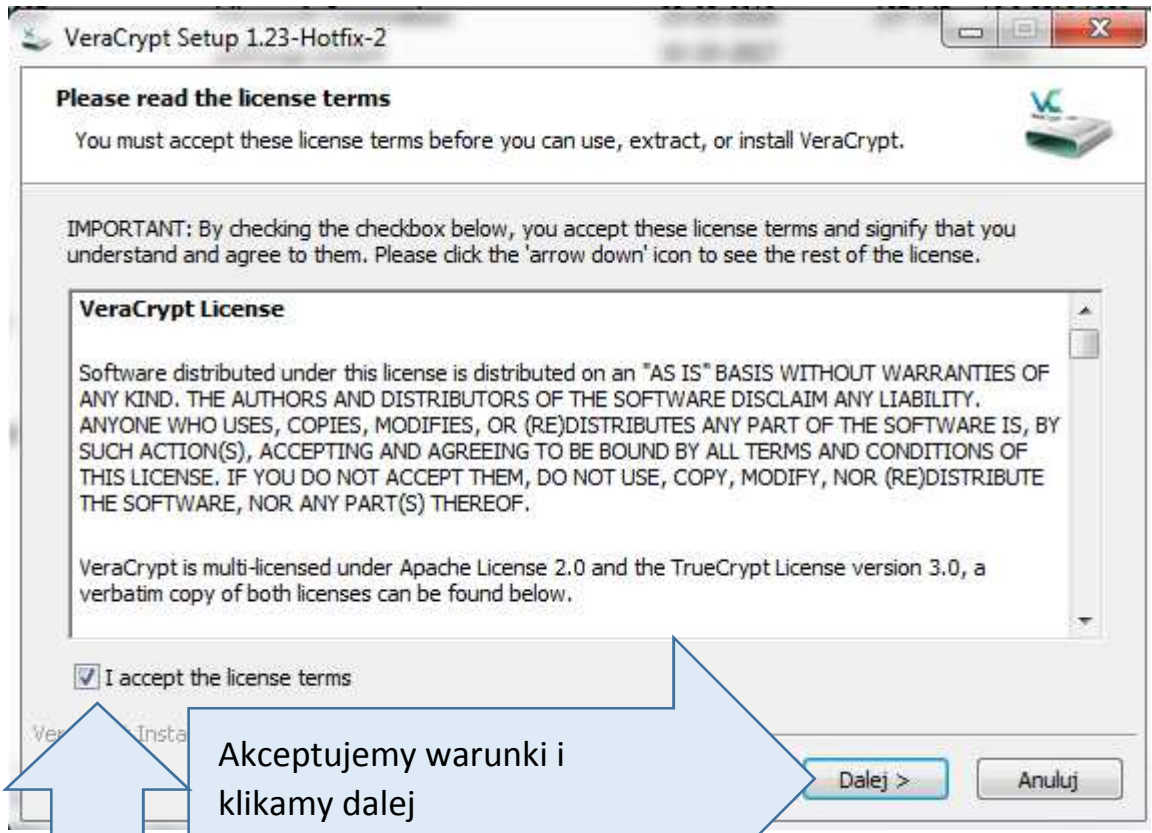 VeraCrypt Setup 1.23-Hotfix-2
Please read the license terms
You must accept these license terms before you can use, extract, or install VeraCrypt.
VC
IMPORTANT: By checking the checkbox below, you accept these license terms and signify that you
understand and agree to them. Please click the 'arrow down' icon to see the rest of the license.
VeraCrypt License
Software distributed under this license is distributed on an "AS IS" BASIS WITHOUT WARRANTIES OF
ANY KIND. THE AUTHORS AND DISTRIBUTORS OF THE SOFTWARE DISCLAIM ANY LIABILITY.
ANYONE WHO USES, COPIES, MODIFIES, OR (RE)DISTRIBUTES ANY PART OF THE SOFTWARE IS, BY
SUCH ACTION(S), ACCEPTING AND AGREEING TO BE BOUND BY ALL TERMS AND CONDITIONS OF
THIS LICENSE. IF YOU DO NOT ACCEPT THEM, DO NOT USE, COPY, MODIFY, NOR (RE)DISTRIBUTE
THE SOFTWARE, NOR ANY PART(S) THEREOF.
VeraCrypt is multi-licensed under Apache License 2.0 and the TrueCrypt License version 3.0, a
verbatim copy of both licenses can be found below.
I accept the license terms
Akceptujemy warunki i
klikamy dalej
Dalej >
Anuluj